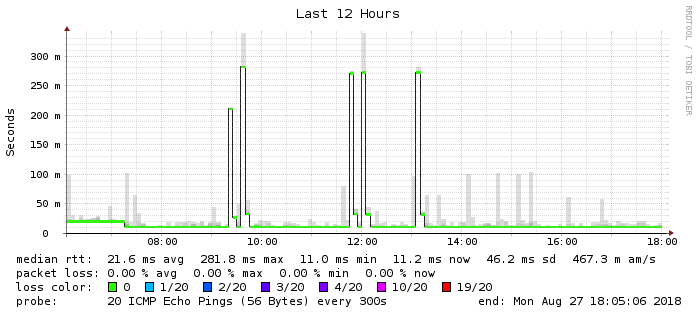 Last 12 Hours
RRDTOOL / TOBI OETIKER
Seconds
300 m
250 m
200 m
150 m
100 m
50 m
0
08:00 10:00 12:00 14:00 16:00 18:00
median rtt: 21.6 ms avg 281.8 ms max 11.0 ms min 11.2 ms now 46.2 ms sd 467.3 m am/s
packet loss: 0.00 % avg 0.00 % max 0.00 % min 0.00 % now
loss color: 0 1/20 2/20 3/20 4/20 10/20 19/20
probe: 20 ICMP Echo Pings (56 Bytes) every 300s end: Mon Aug 27 18:05:06 2018